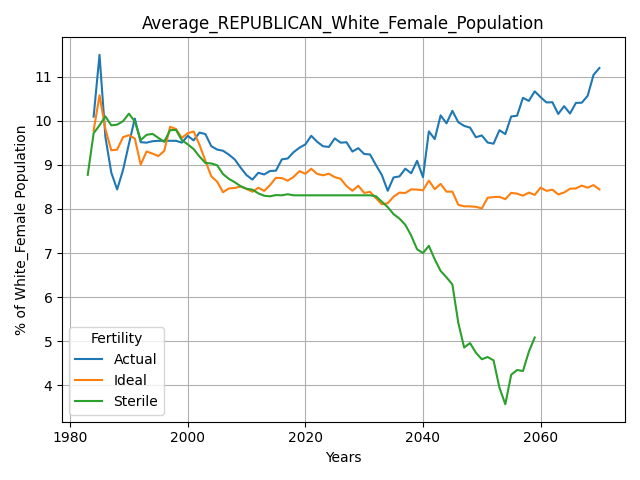 Average_REPUBLICAN_White_Female_Population
% of White_Female Population
11
10
9
8
7
6
5
4
Fertility
Actual
Ideal
Sterile
1980
2000
2020
2040
2060
Years